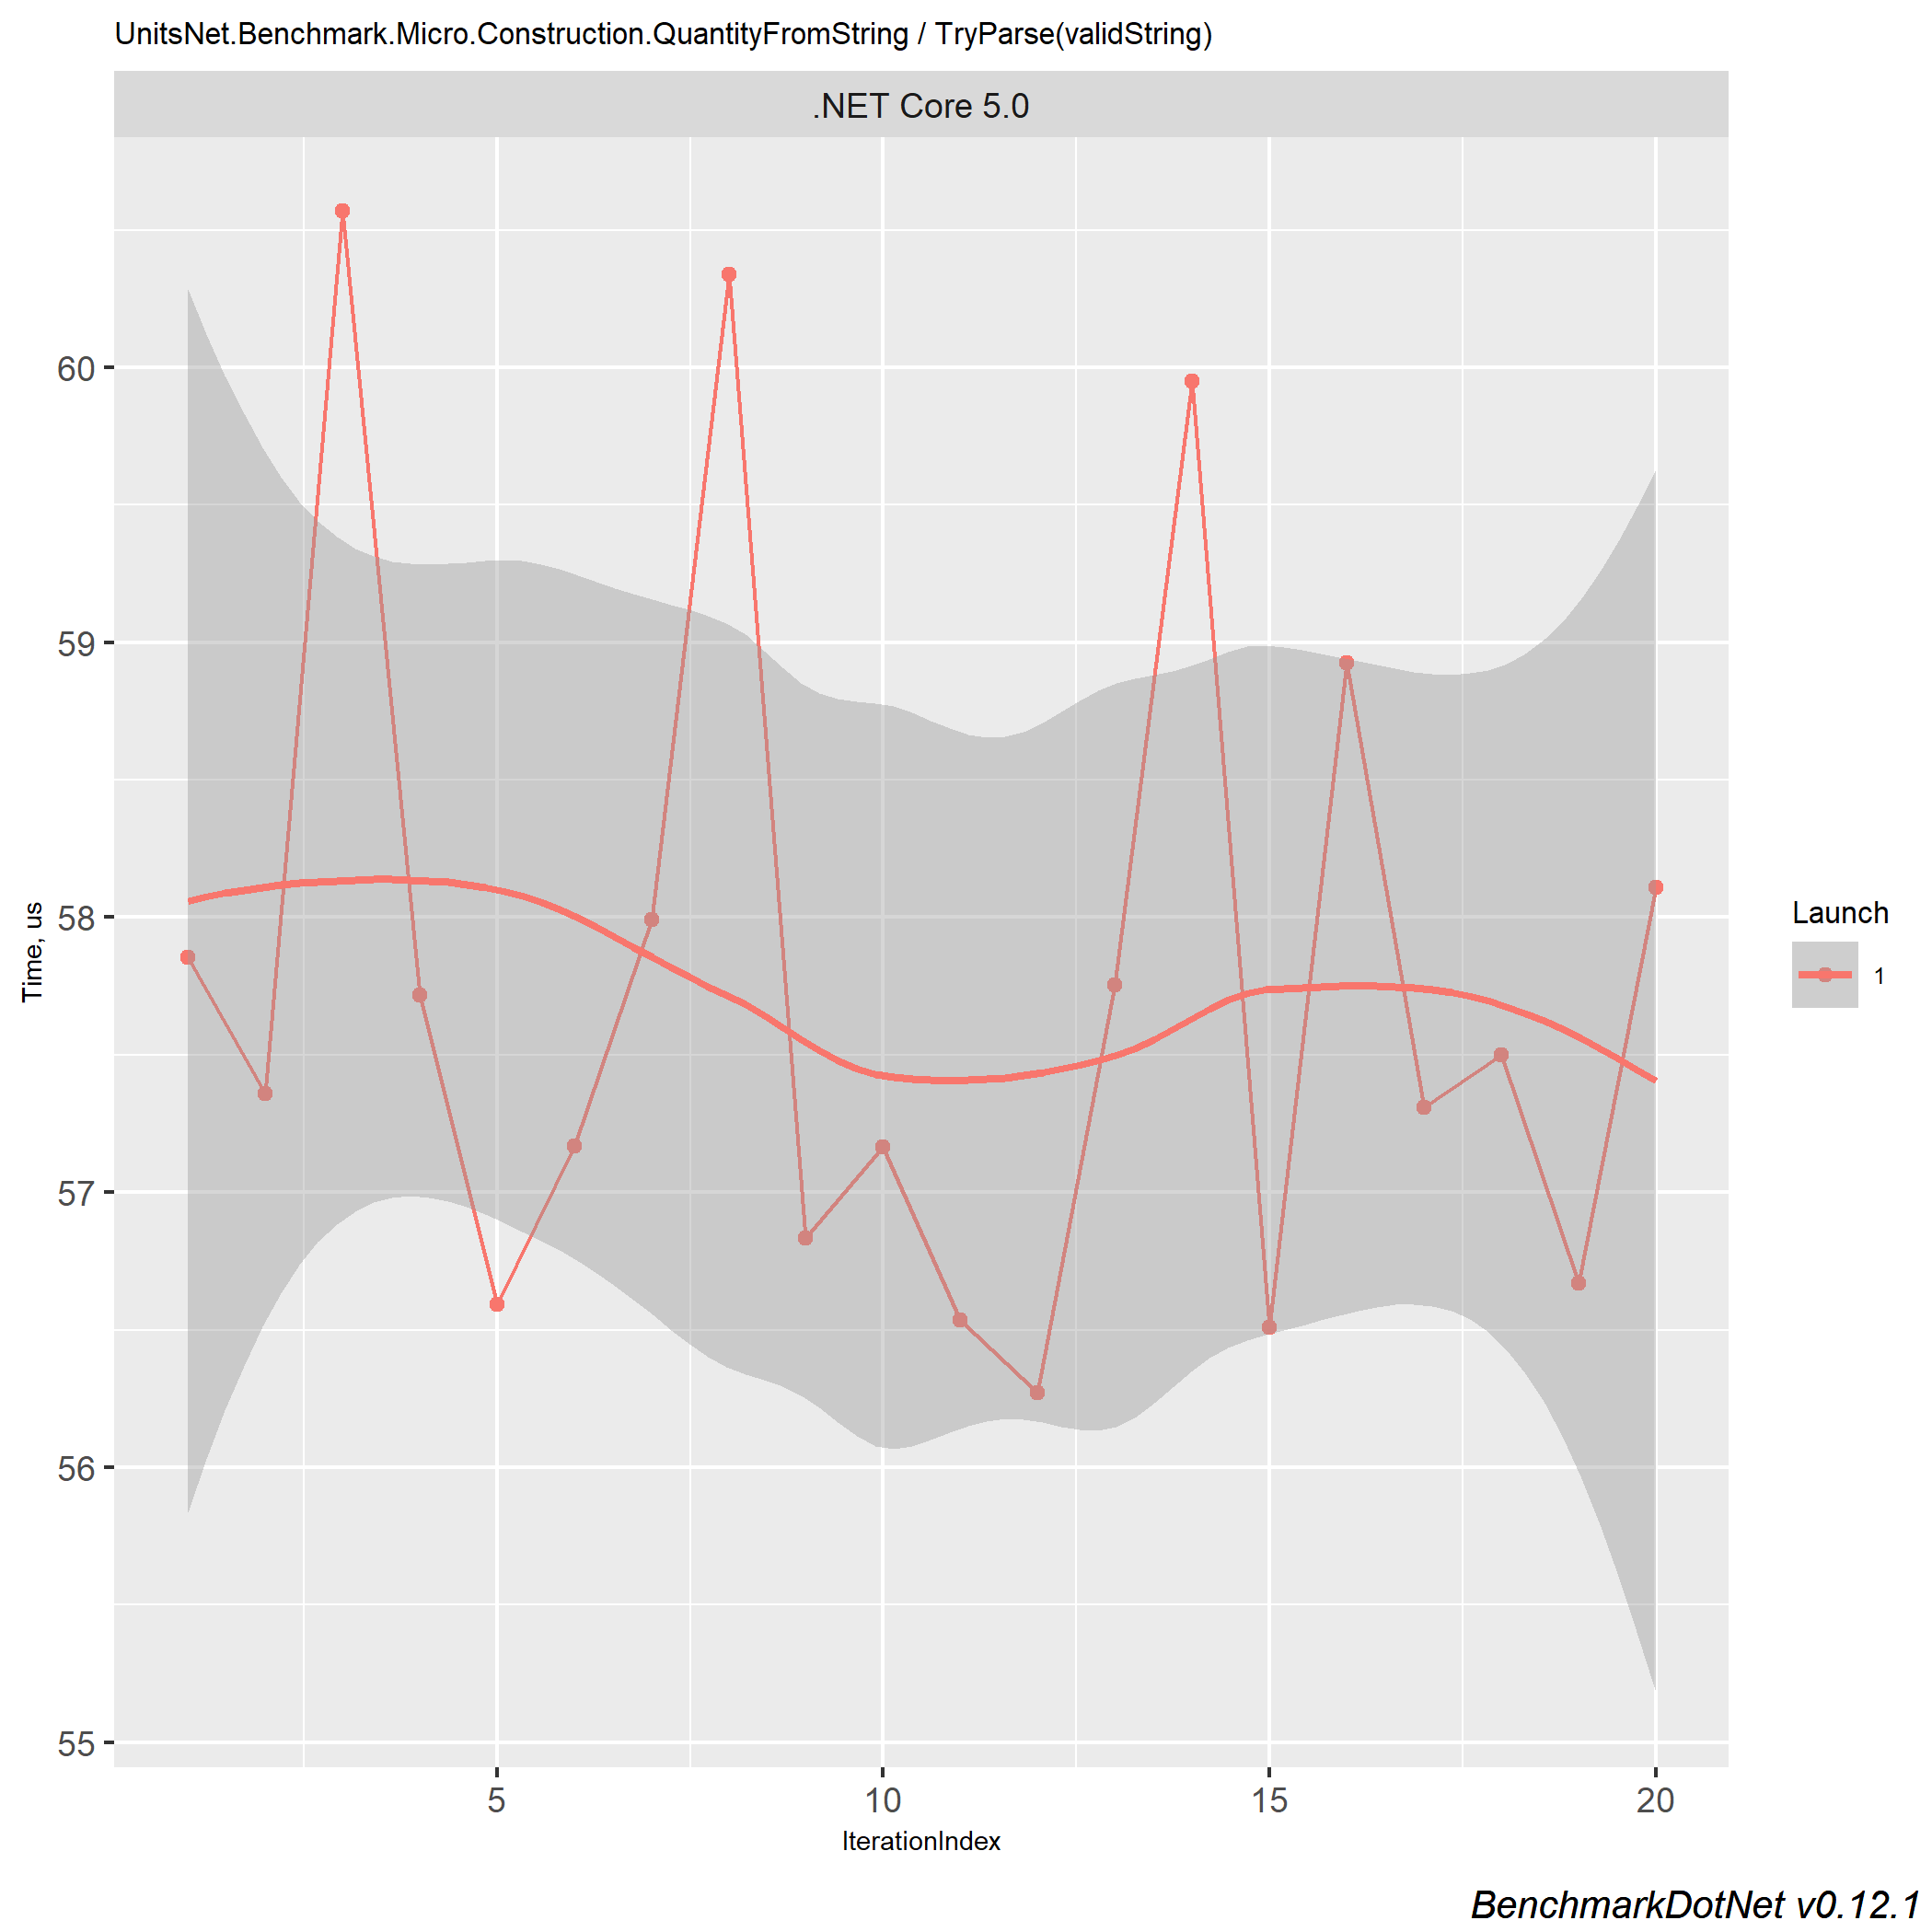 UnitsNet.Benchmark.Micro.Construction.QuantityFromString / TryParse(validString)
.NET Core 5.0
60
59
58
57
56
55
Time, us
5 10 15 20
IterationIndex
Launch
1
BenchmarkDotNet v0.12.1